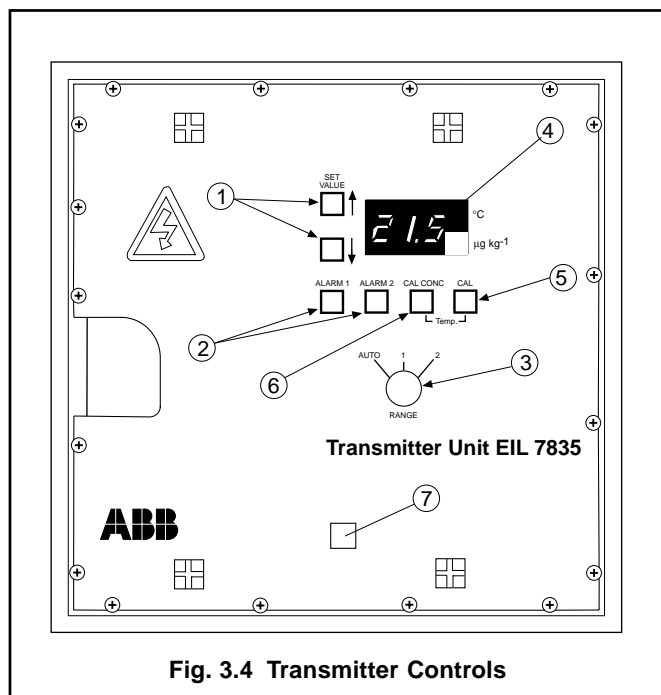 SET
VALUE
1
4
21.5
°C
µg kg-1
ALARM 1 ALARM 2 CAL CONC CAL
5
Temp.
2
6
AUTO 1 2
3
RANGE
Transmitter Unit EIL 7835
ABB
7
Fig. 3.4 Transmitter Controls